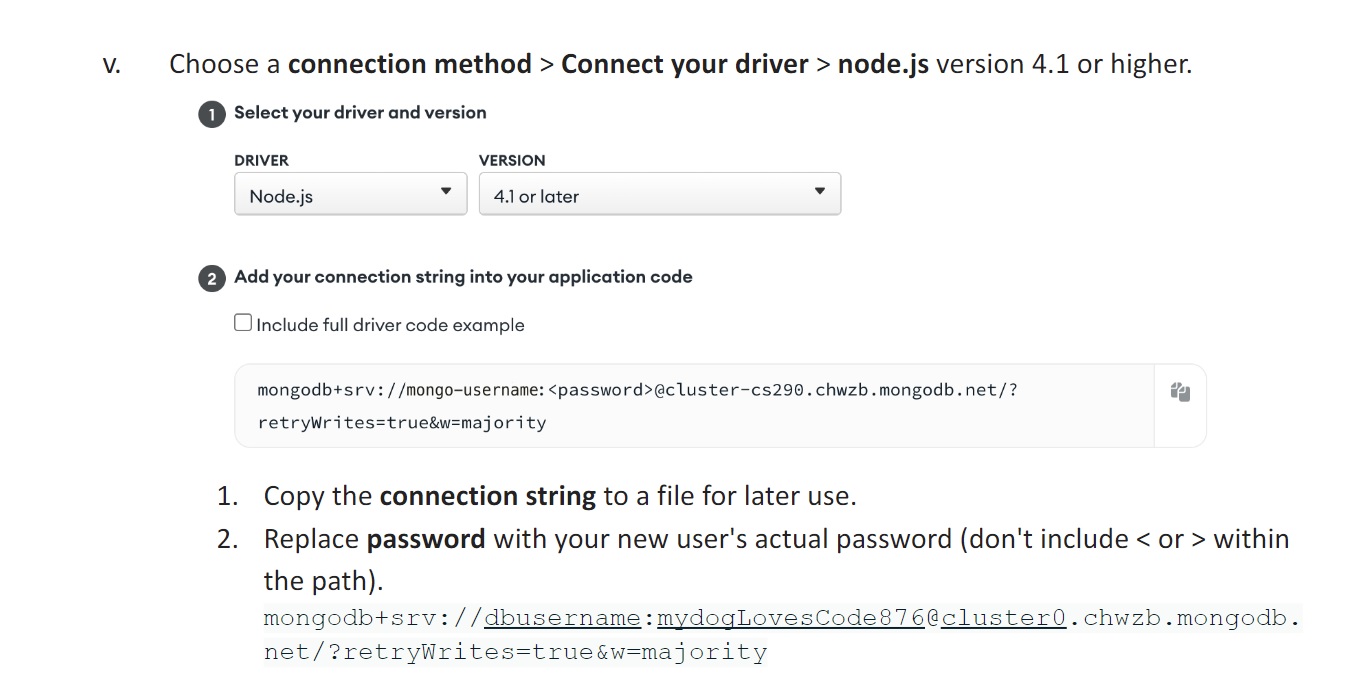 v. Choose a connection method > Connect your driver > node.js version 4.1 or higher.
1 Select your driver and version
DRIVER VERSION
Node.js 4.1 or later
2 Add your connection string into your application code
Include full driver code example
mongodb+srv://mongo-username:<password>@cluster-cs290.chwzb.mongodb.net/?
retryWrites=true&w=majority
1. Copy the connection string to a file for later use.
2. Replace password with your new user's actual password (don't include < or > within
the path).
mongodb+srv://dbusername:mydogLovesCode876@cluster0.chwzb.mongodb.
net/?retryWrites=true&w=majority